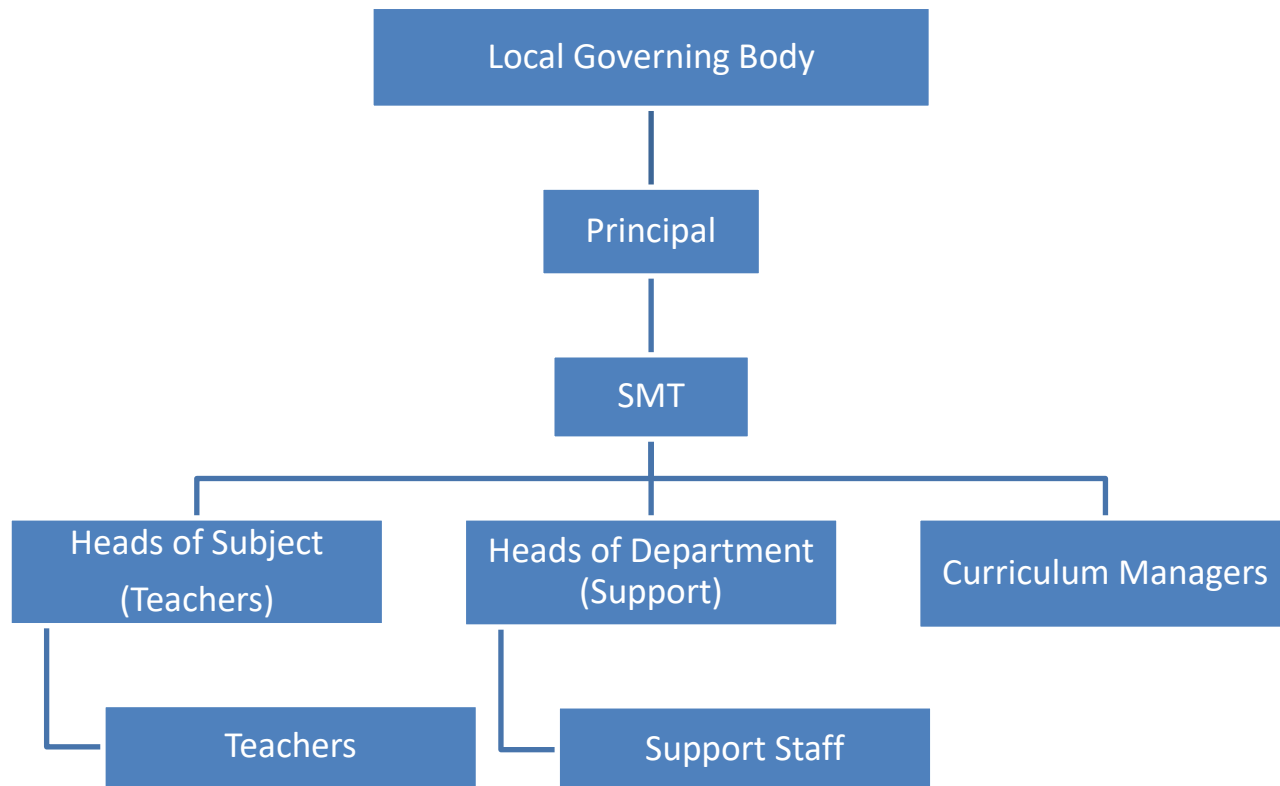 Local Governing Body
Principal
SMT
Heads of Subject
(Teachers)
Heads of Department
(Support)
Curriculum Managers
Teachers
Support Staff